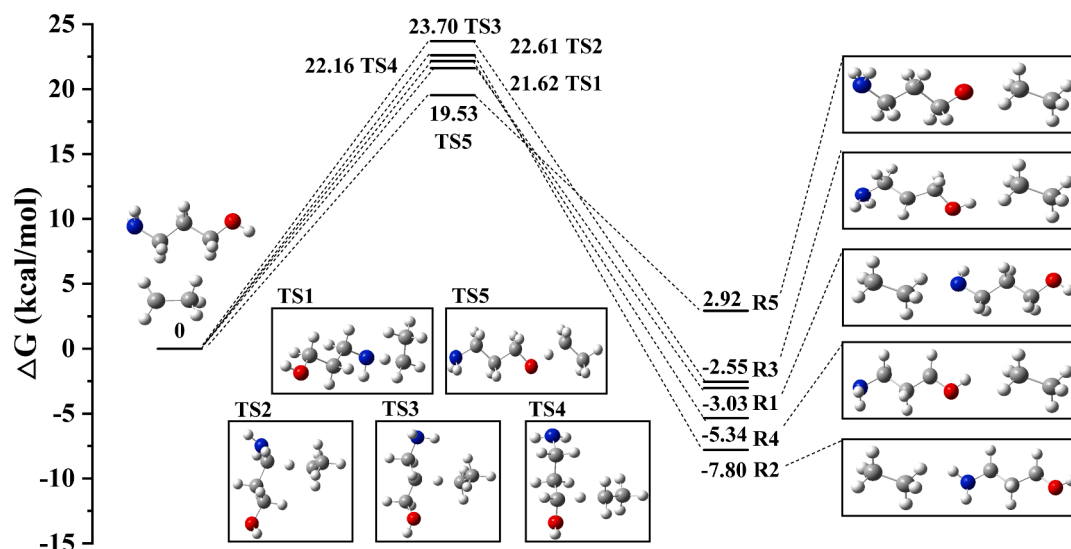 25
20
15
10
5
0
-5
-10
-15
ΔG (kcal/mol)
23.70 TS3
22.61 TS2
22.16 TS4
21.62 TS1
19.53
TS5
0
TS1
TS5
TS2
TS3
TS4
2.92 R5
-2.55 R3
-3.03 R1
-5.34 R4
-7.80 R2